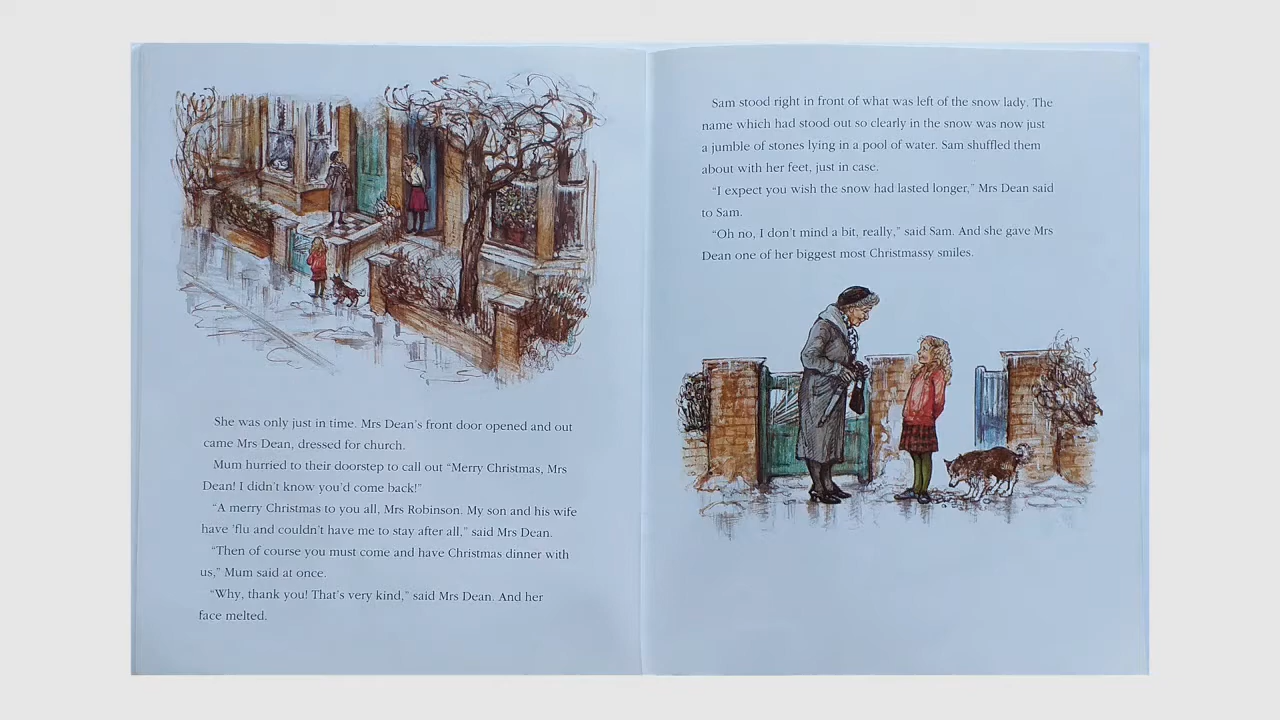 She was only just in time. Mrs Dean's front door opened and out
came Mrs Dean, dressed for church.
Mum hurried to their doorstep to call out “Merry Christmas, Mrs
Dean! I didn't know you'd come back!”
“A merry Christmas to you all, Mrs Robinson. My son and his wife
have 'flu and couldn't have me to stay after all,” said Mrs Dean.
“Then of course you must come and have Christmas dinner with
us,” Mum said at once.
“Why, thank you! That's very kind,” said Mrs Dean. And her
face melted.
Sam stood right in front of what was left of the snow lady. The
name which had stood out so clearly in the snow was now just
a jumble of stones lying in a pool of water. Sam shuffled them
about with her feet, just in case.
“I expect you wish the snow had lasted longer,” Mrs Dean said
to Sam.
“Oh no, I don't mind a bit, really,” said Sam. And she gave Mrs
Dean one of her biggest most Christmassy smiles.